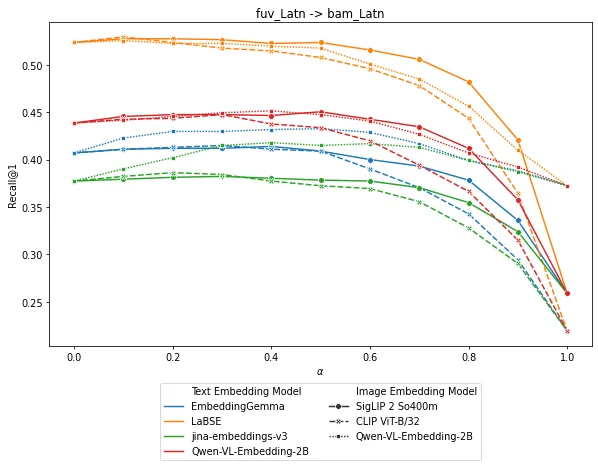 fuv_Latn -> bam_Latn
Recall@1
0.50
0.45
0.40
0.35
0.30
0.25
0.0
0.2
0.4
0.6
0.8
1.0
α
Text Embedding Model
EmbeddingGemma
LaBSE
jina-embeddings-v3
Qwen-VL-Embedding-2B
Image Embedding Model
SigLIP 2 So400m
CLIP ViT-B/32
Qwen-VL-Embedding-2B